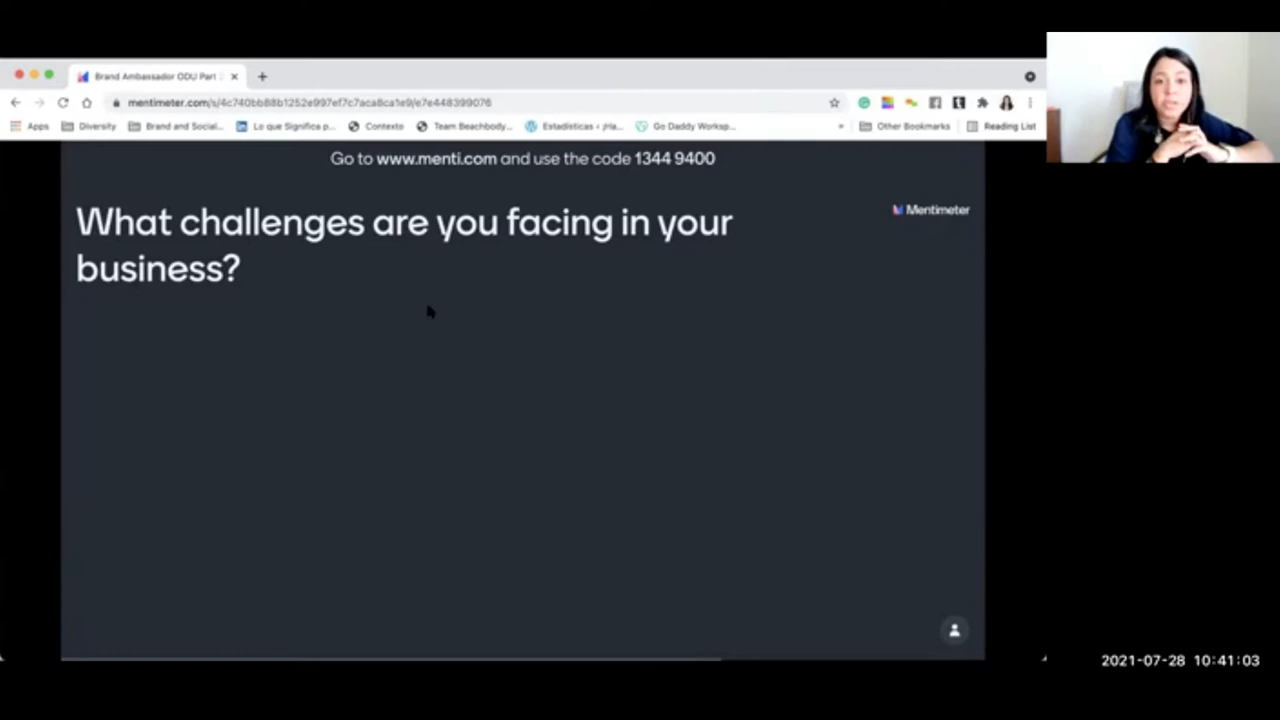 Brand Ambassador ODU Part
mentimeter.com/s/4c740bb88b1252e997ef7c7aca8ca1e9/e7e448399076
Apps Diversity Brand and Social... Lo que Significa p... Contexto Team Beachbody... Estadísticas Go Daddy Worksp... » Other Bookmarks Reading List
Go to www.menti.com and use the code 1344 9400
Mentimeter
What challenges are you facing in your
business?
2021-07-28 10:41:03